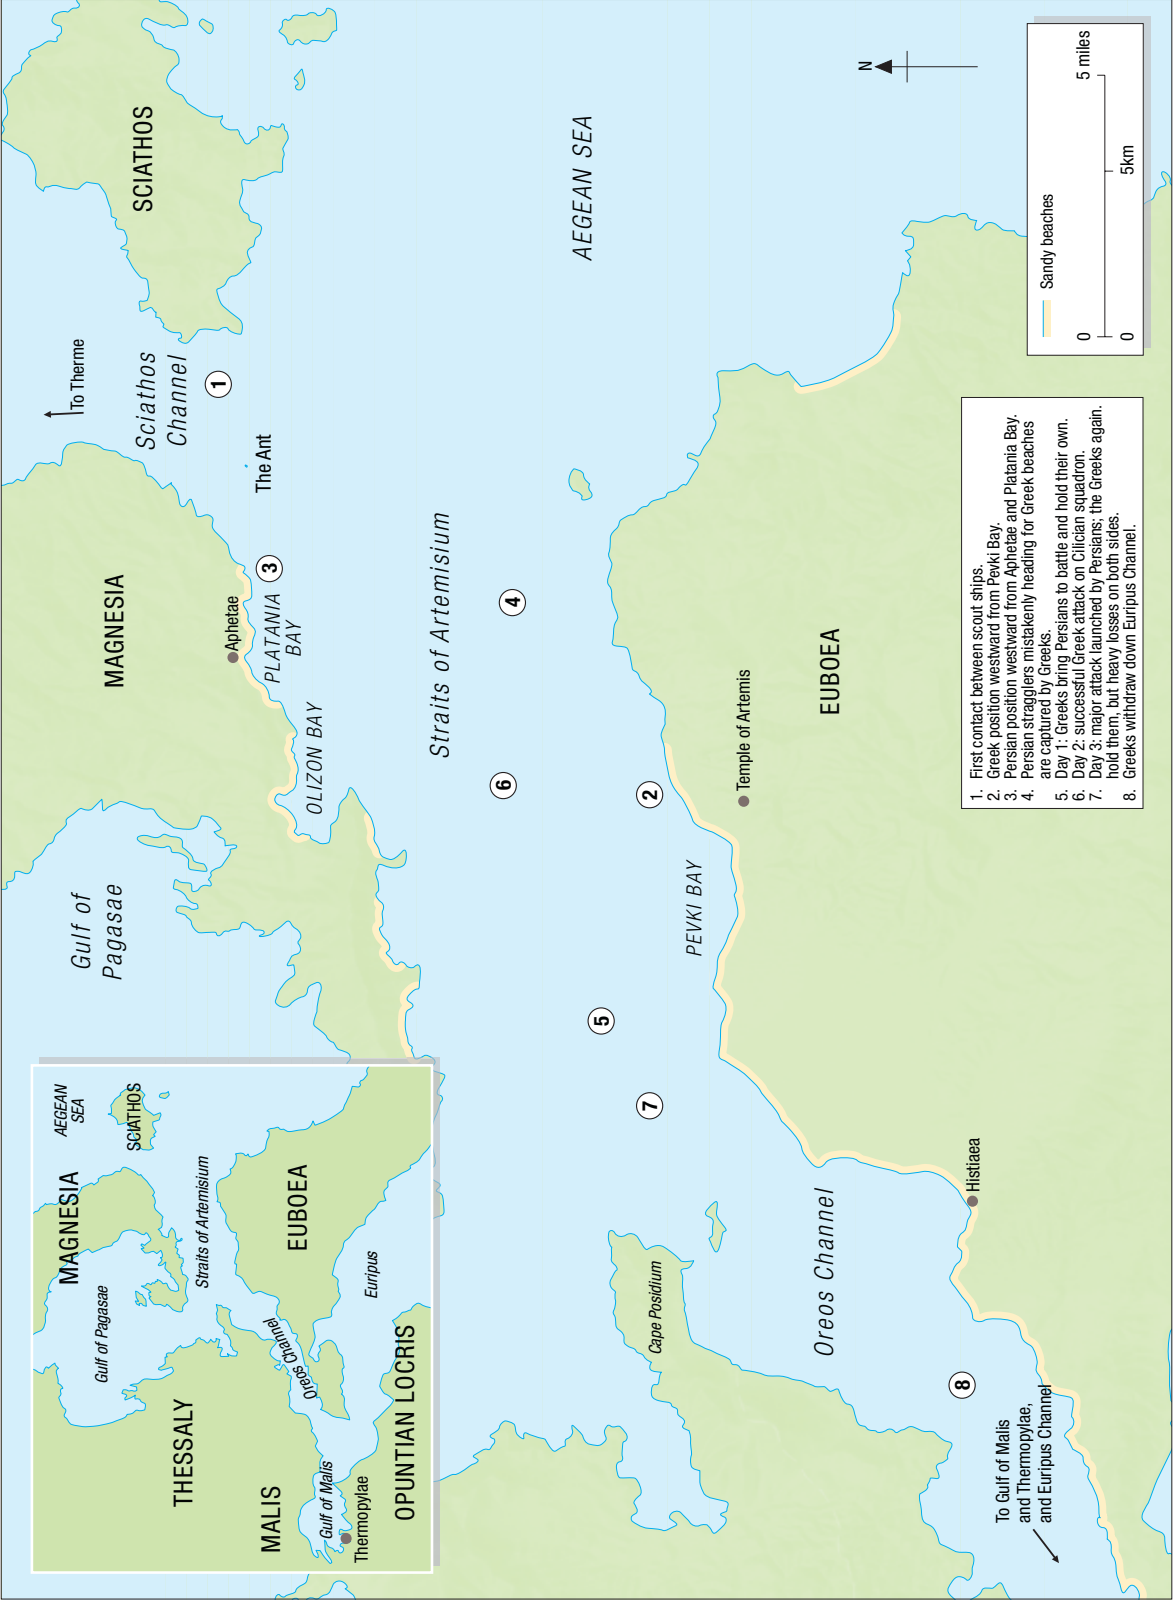 AEGEAN
SEA
SCIATHOS
MAGNESIA
Gulf of Pagasae
Straits of Artemisium
THESSALY
EUBOEA
Oreos Channel
Euripus
MALIS
Gulf of Malis
Thermopylae
OPUNTIAN LOCRIS
Gulf of
Pagasae
MAGNESIA
To Therme
SCIATHOS
Sciathos
Channel
1
The Ant
Aphetae
3
PLATANIA
BAY
OLIZON BAY
Straits of Artemisium
4
6
AEGEAN SEA
N
5
2
7
PEVKI BAY
Temple of Artemis
EUBOEA
Cape Posidium
Oreos Channel
Histiaea
8
To Gulf of Malis
and Thermopylae,
and Euripus Channel
1. First contact between scout ships.
2. Greek position westward from Pevki Bay.
3. Persian position westward from Aphetae and Platania Bay.
4. Persian stragglers mistakenly heading for Greek beaches
are captured by Greeks.
5. Day 1: Greeks bring Persians to battle and hold their own.
6. Day 2: successful Greek attack on Cilician squadron.
7. Day 3: major attack launched by Persians; the Greeks again.
hold them, but heavy losses on both sides.
8. Greeks withdraw down Euripus Channel.
Sandy beaches
0 5 miles
0 5km